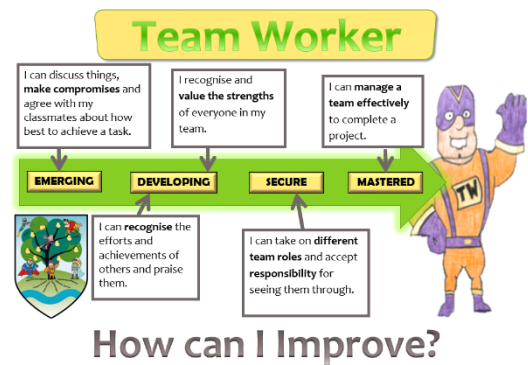 Team Worker
I can discuss things,
make compromises and
agree with my
classmates about how
best to achieve a task.
I recognise and
value the strengths
of everyone in my
team.
I can manage a
team effectively
to complete a
project.
EMERGING
DEVELOPING
SECURE
MASTERED
TW
I can recognise the
efforts and
achievements of
others and praise
them.
I can take on different
team roles and accept
responsibility for
seeing them through.
How can I Improve?